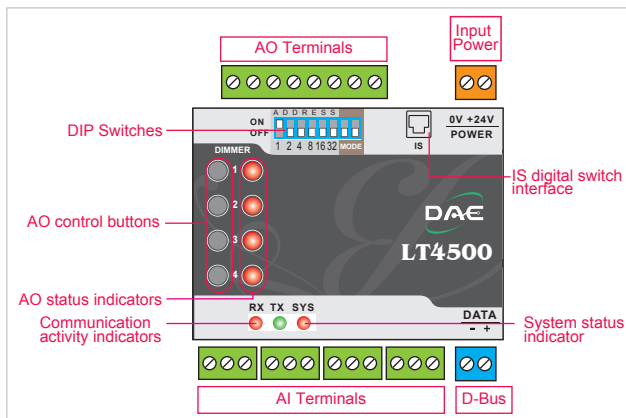 AO Terminals
Input
Power
ADDRESS
ON
OFF
1 2 4 8 16 32 MODE
IS
0V +24V
POWER
DIP Switches
DIMMER
1
2
3
4
IS digital switch
interface
AO control buttons
DAE
LT4500
AO status indicators
RX TX SYS
Communication
activity indicators
DATA
- +
System status
indicator
AI Terminals
D-Bus